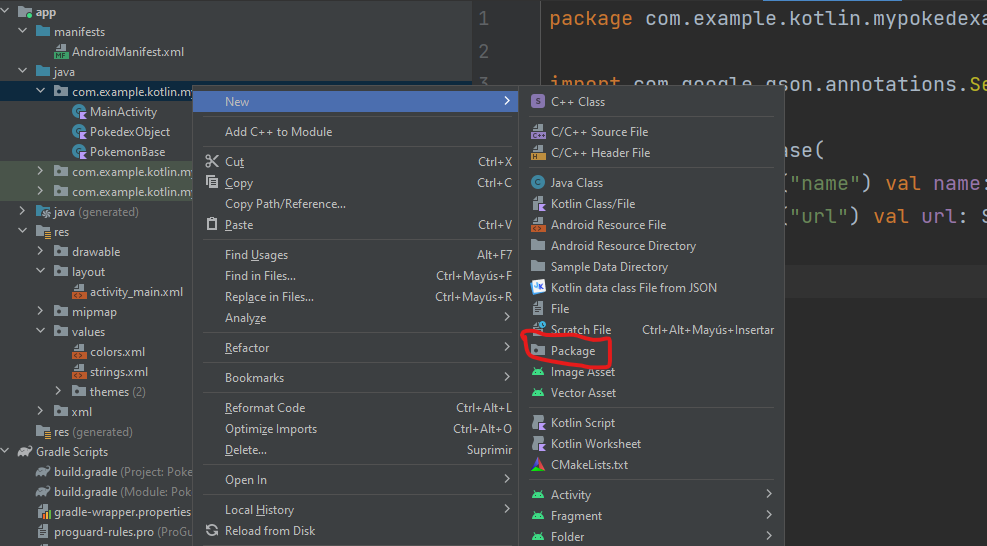 app
manifests
AndroidManifest.xml
java
com.example.kotlin.my
MainActivity
PokedexObject
PokemonBase
com.example.kotlin.my
com.example.kotlin.my
java (generated)
res
drawable
layout
activity_main.xml
mipmap
values
colors.xml
strings.xml
themes (2)
xml
res (generated)
Gradle Scripts
build.gradle (Project: Poke
build.gradle (Module: Pok
gradle-wrapper.properties
proguard-rules.pro (ProGu
New
Add C++ to Module
Cut Ctrl+X
Copy Ctrl+C
Copy Path/Reference...
Paste Ctrl+V
Find Usages Alt+F7
Find in Files... Ctrl+Mayús+F
Replace in Files... Ctrl+Mayús+R
Analyze
Refactor
Bookmarks
Reformat Code Ctrl+Alt+L
Optimize Imports Ctrl+Alt+O
Delete... Suprimir
Open In
Local History
Reload from Disk
C++ Class
C/C++ Source File
C/C++ Header File
Java Class
Kotlin Class/File
Android Resource File
Android Resource Directory
Sample Data Directory
Kotlin data class File from JSON
File
Scratch File Ctrl+Alt+Mayús+Insertar
Package
Image Asset
Vector Asset
Kotlin Script
Kotlin Worksheet
CMakeLists.txt
Activity
Fragment
Folder
1 package com.example.kotlin.mypokedexa
2
3 import com.google.gson.annotations.Se
ase(
("name") val name:
("url") val url: S